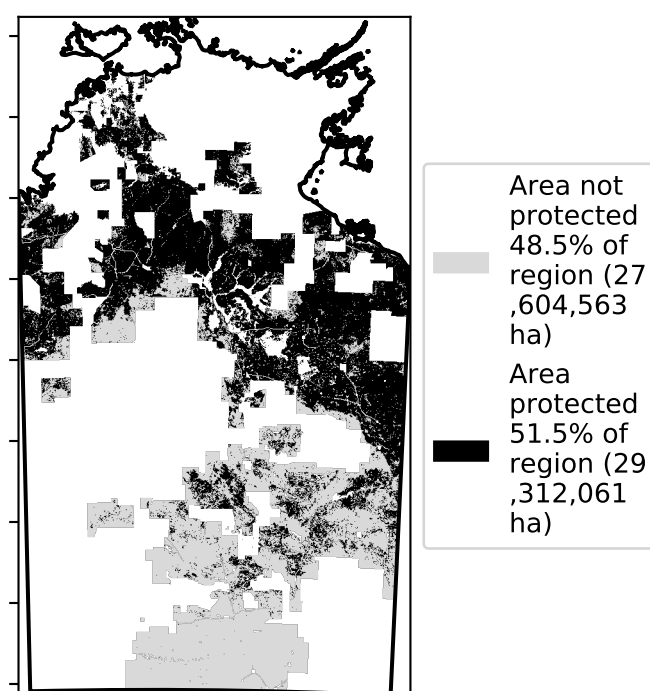 Area not
protected
48.5% of
region (27
,604,563
ha)
Area
protected
51.5% of
region (29
,312,061
ha)